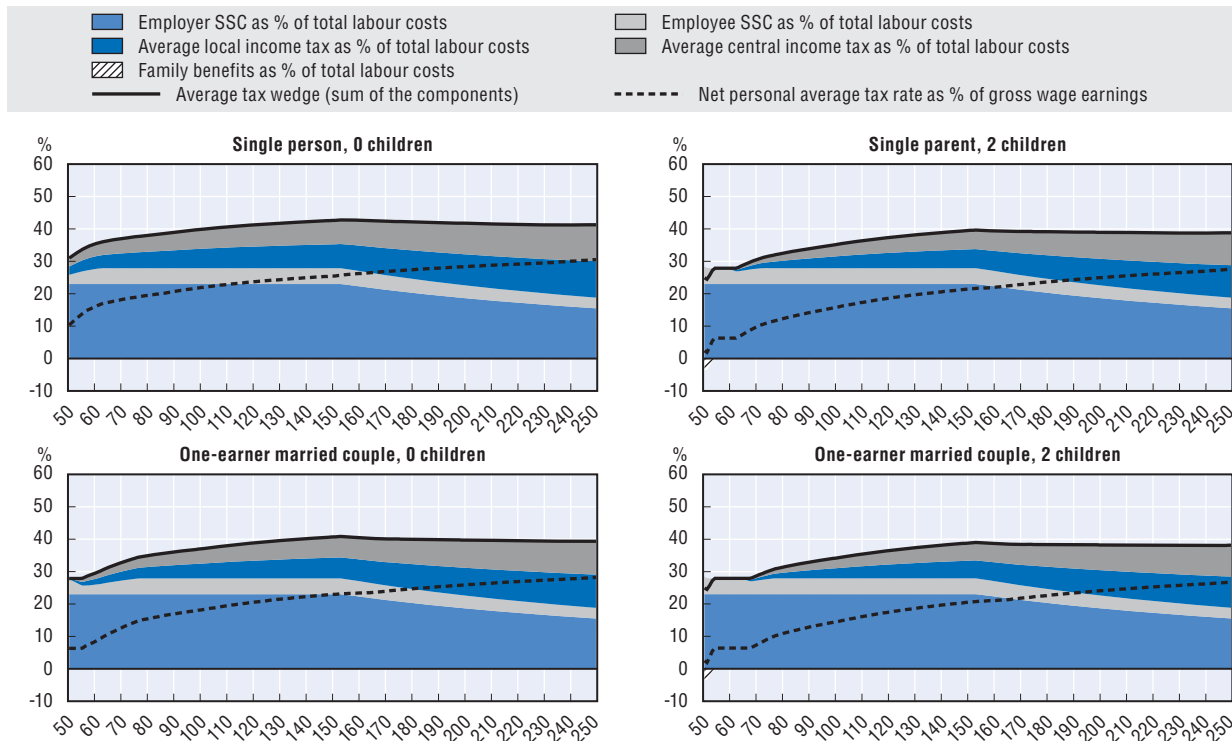 Employer SSC as % of total labour costs
Employee SSC as % of total labour costs
Average local income tax as % of total labour costs
Average central income tax as % of total labour costs
Family benefits as % of total labour costs
Average tax wedge (sum of the components)
Net personal average tax rate as % of gross wage earnings
%
Single person, 0 children
60
50
40
30
20
10
0
-10
50 60 70 80 90 100 110 120 130 140 150 160 170 180 190 200 210 220 230 240 250
%
Single parent, 2 children
60
50
40
30
20
10
0
-10
50 60 70 80 90 100 110 120 130 140 150 160 170 180 190 200 210 220 230 240 250
%
One-earner married couple, 0 children
60
50
40
30
20
10
0
-10
50 60 70 80 90 100 110 120 130 140 150 160 170 180 190 200 210 220 230 240 250
%
One-earner married couple, 2 children
60
50
40
30
20
10
0
-10
50 60 70 80 90 100 110 120 130 140 150 160 170 180 190 200 210 220 230 240 250